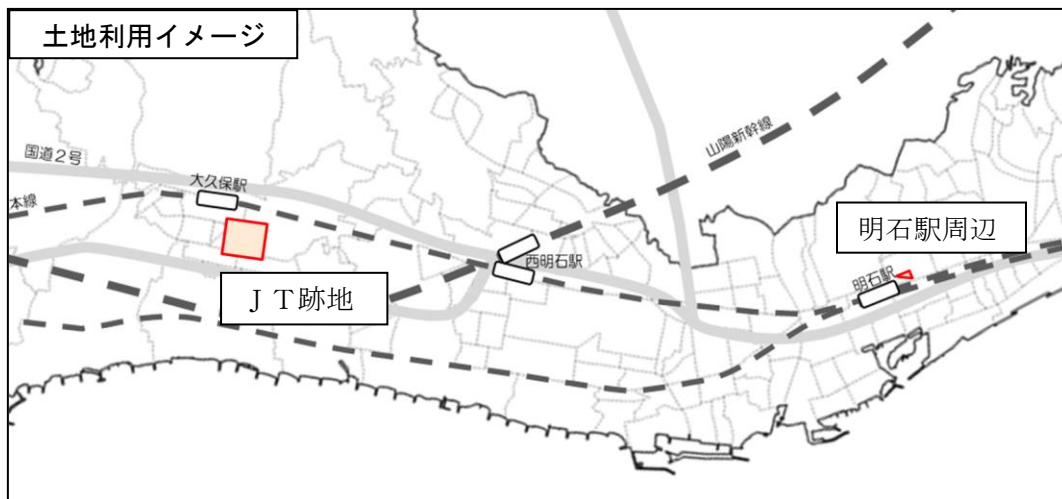 土地利用イメージ
国道2号
大久保駅
本線
山陽新幹線
西明石駅
明石駅周辺
明石駅
ＪＴ跡地